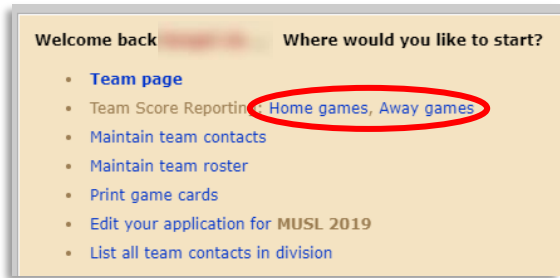 Welcome back Where would you like to start?
• Team page
• Team Score Reporting: Home games, Away games
• Maintain team contacts
• Maintain team roster
• Print game cards
• Edit your application for MUSL 2019
• List all team contacts in division